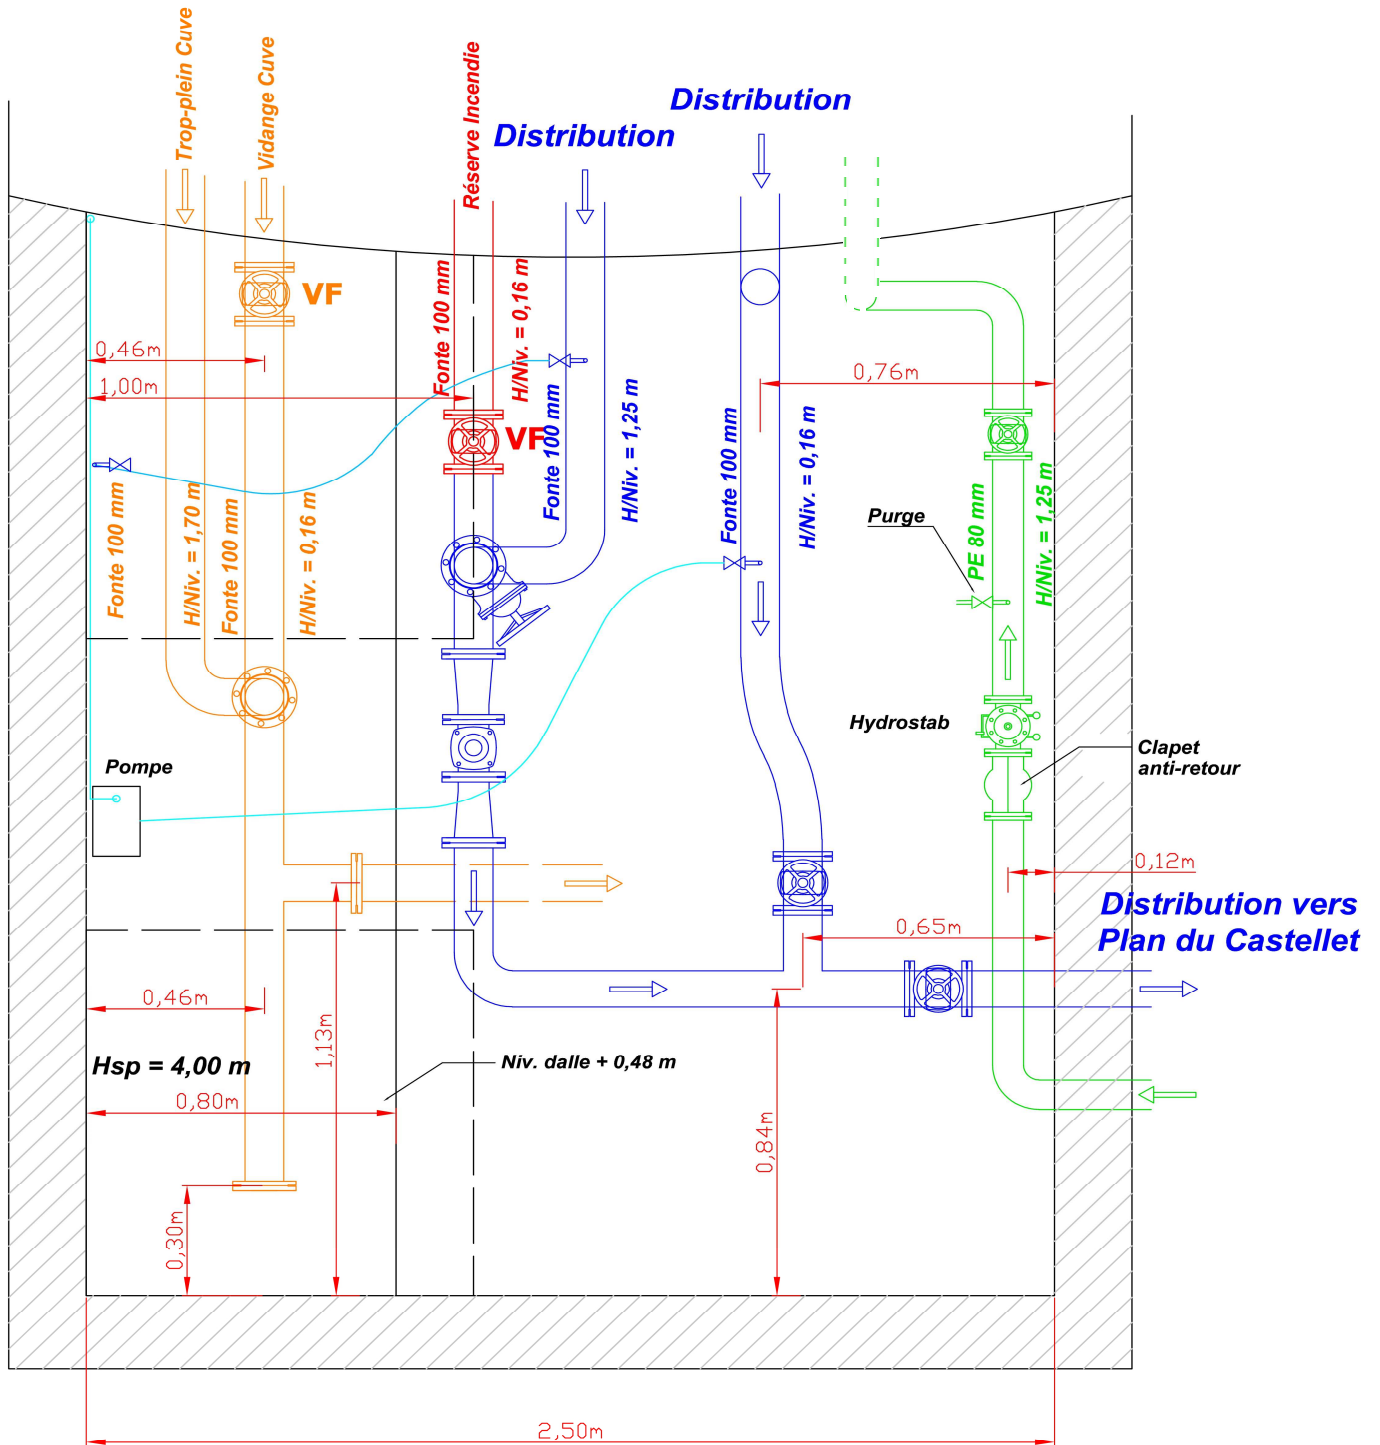 Trop-plein Cuve
Vidange Cuve
Réserve Incendie
Distribution
Distribution
VF
Fonte 100 mm
H/Niv. = 0,16 m
0,46m
1,00m
0,76m
VF
Fonte 100 mm
H/Niv. = 1,25 m
Fonte 100 mm
H/Niv. = 0,16 m
Fonte 100 mm
H/Niv. = 1,70 m
Fonte 100 mm
H/Niv. = 0,16 m
Purge
PE 80 mm
H/Niv. = 1,25 m
Hydrostab
Clapet
anti-retour
Pompe
0,12m
Distribution vers
Plan du Castellet
0,65m
0,46m
1,13m
Hsp = 4,00 m
Niv. dalle + 0,48 m
0,80m
0,84m
0,30m
2,50m